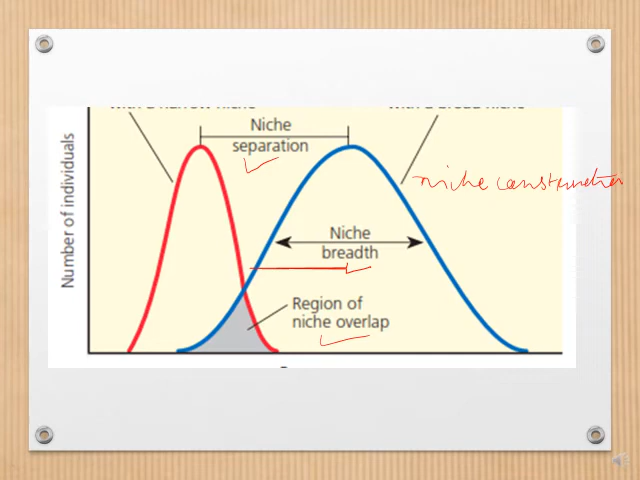 Niche
separation
niche construction
Number of individuals
Niche
breadth
Region of
niche overlap